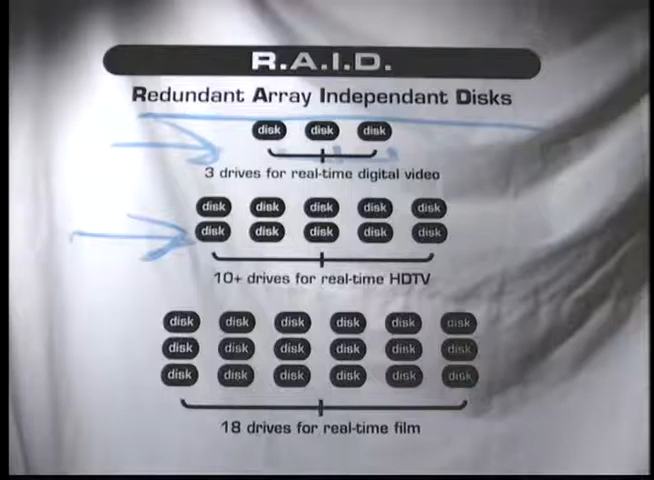 R.A.I.D.
Redundant Array Independant Disks
disk disk disk
3 drives for real-time digital video
disk disk disk disk disk
disk disk disk disk disk
10+ drives for real-time HDTV
disk disk disk disk disk disk
disk disk disk disk disk disk
disk disk disk disk disk disk
18 drives for real-time film